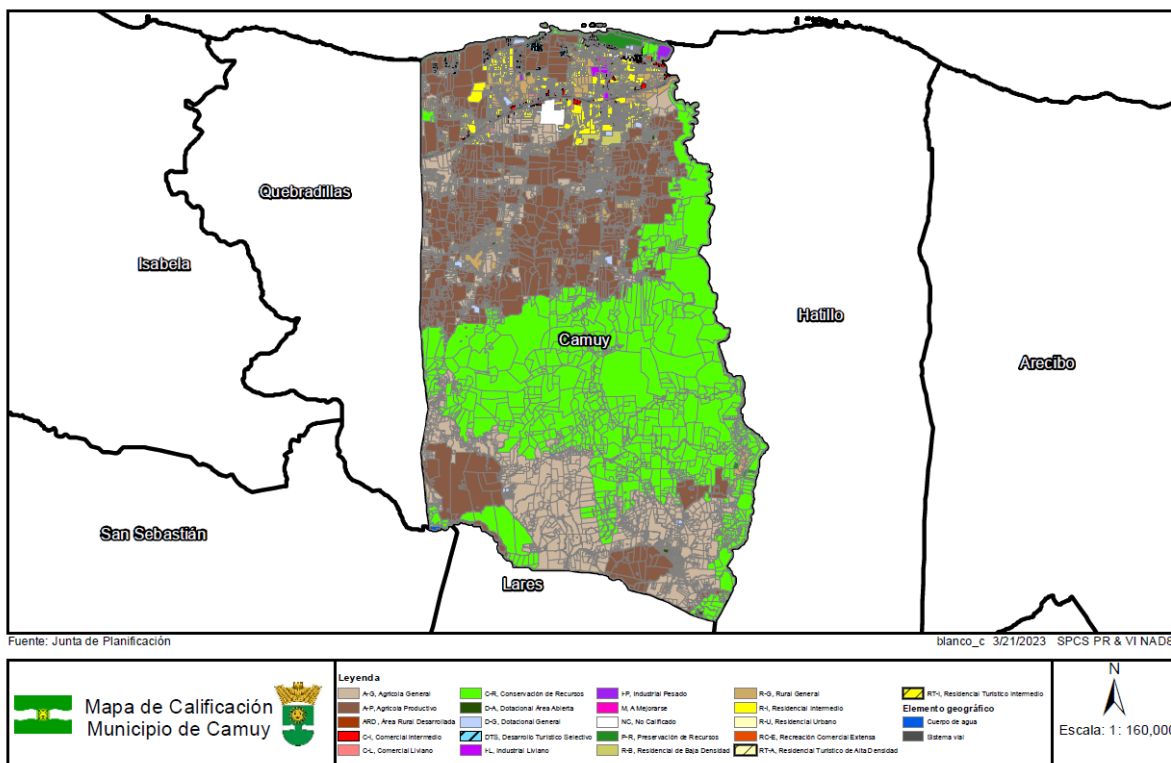 Quebradillas
Isabela
Camuy
Hatillo
Arecibo
San Sebastián
Lares
Fuente: Junta de Planificación
blanco_c 3/21/2023 SPCS PR & VI NAD8
Mapa de Calificación
Municipio de Camuy
Leyenda
A-G, Agrícola General
A-P, Agrícola Productivo
ARD, Área Rural Desarrollada
C-I, Comercial Intermedio
C-L, Comercial Liviano
C-R, Conservación de Recursos
D-A, Dotacional Área Abierta
D-G, Dotacional General
DTS, Desarrollo Turístico Selectivo
I-L, Industrial Liviano
I-P, Industrial Pesado
M, A Mejorarse
NC, No Calificado
P-R, Preservación de Recursos
R-B, Residencial de Baja Densidad
R-G, Rural General
R-I, Residencial Intermedio
R-U, Residencial Urbano
RC-E, Recreación Comercial Extensa
RT-A, Residencial Turístico de Alta Densidad
RT-I, Residencial Turístico Intermedio
Elemento geográfico
Cuerpo de agua
Sistema vial
N
Escala: 1: 160,000